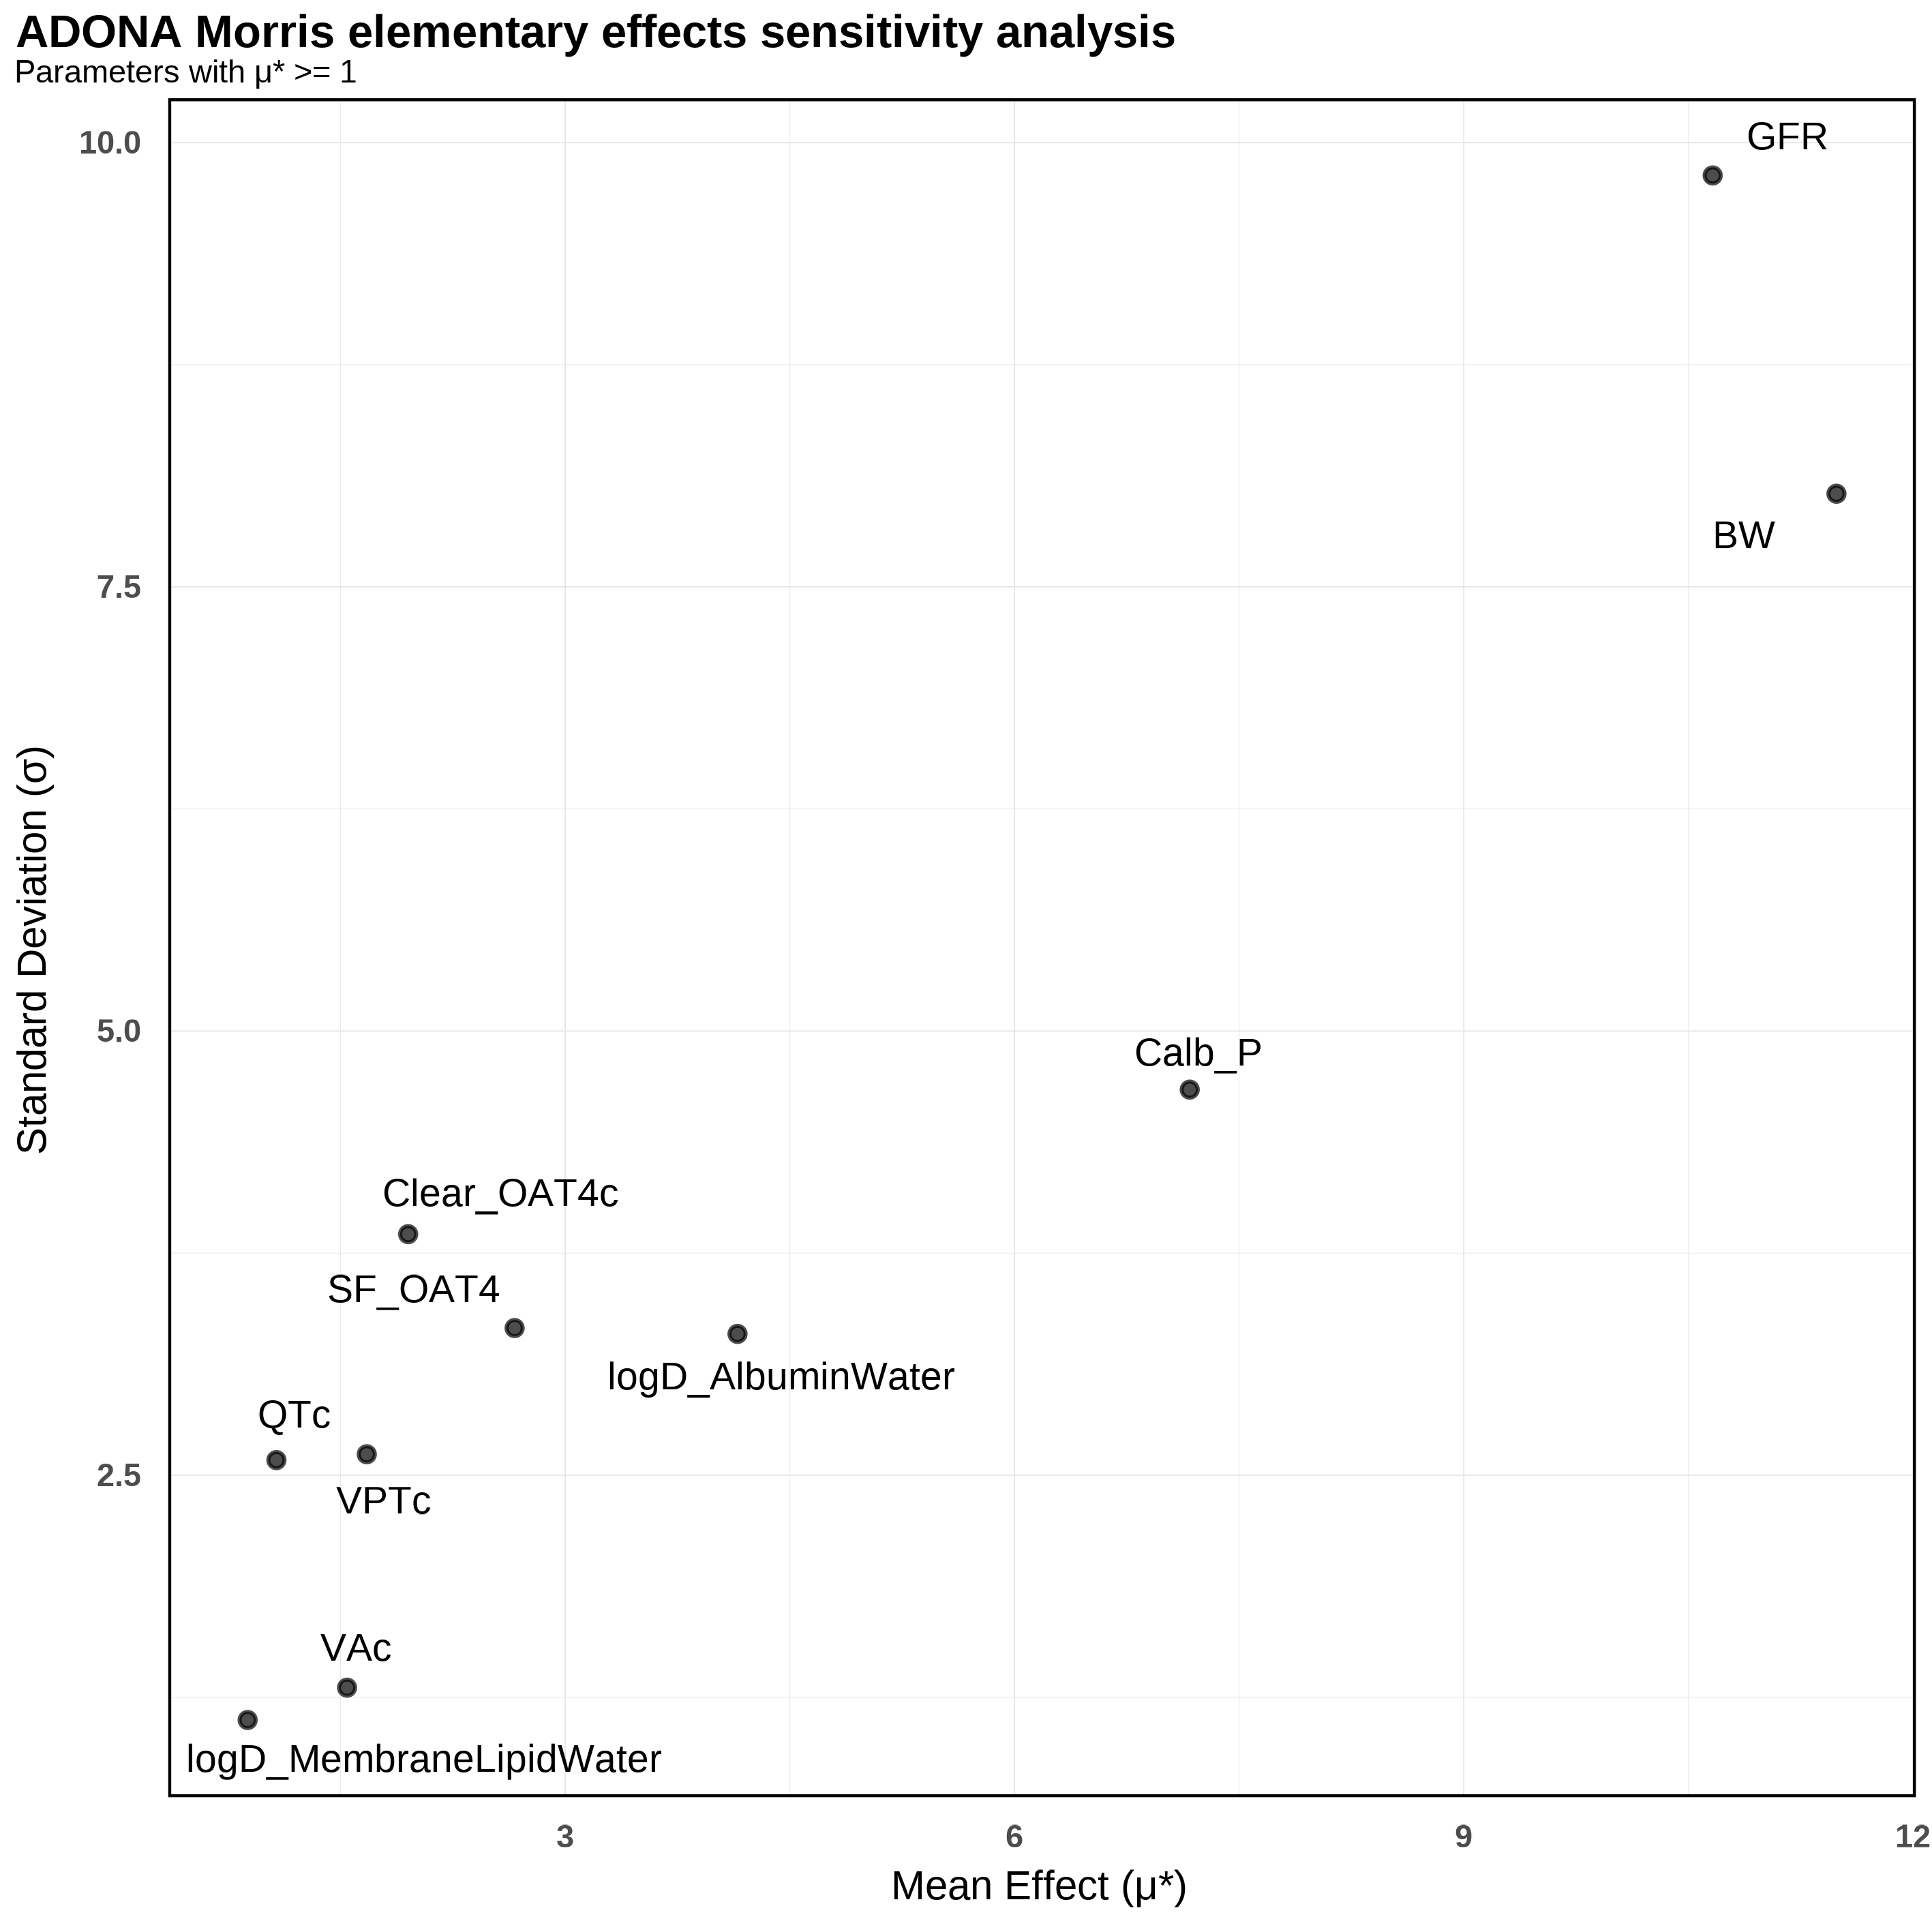 ADONA Morris elementary effects sensitivity analysis
Parameters with μ* >= 1
10.0
GFR
BW
7.5
Standard Deviation (σ)
5.0
Calb_P
Clear_OAT4c
SF_OAT4
logD_AlbuminWater
QTc
2.5
VPTc
VAc
logD_MembraneLipidWater
3 6 9 12
Mean Effect (μ*)